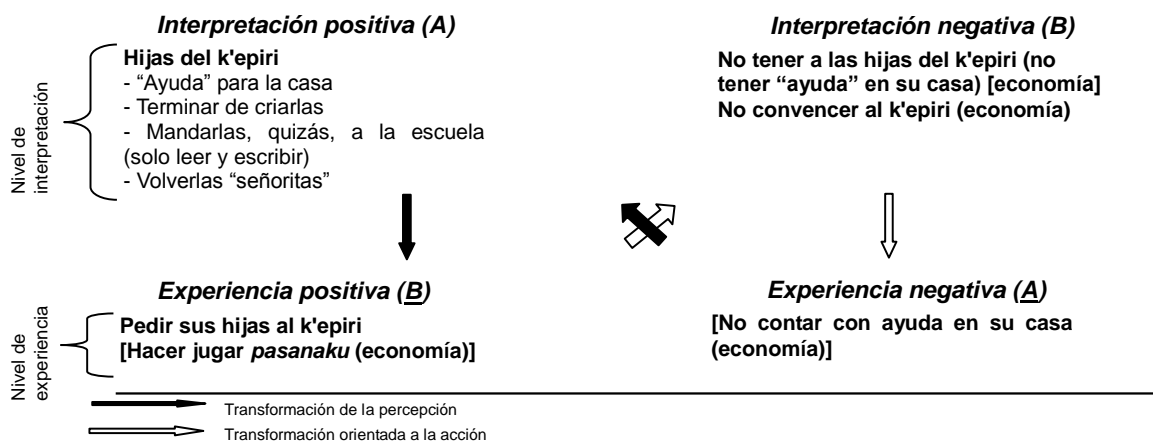 Interpretación positiva (A)
Hijas del k'epiri
- “Ayuda” para la casa
- Terminar de criarlas
- Mandarlas, quizás, a la escuela
(solo leer y escribir)
- Volverlas “señoritas”
Interpretación negativa (B)
No tener a las hijas del k'epiri (no
tener “ayuda” en su casa) [economía]
No convencer al k'epiri (economía)
Nivel de
interpretación
Experiencia positiva (B)
Pedir sus hijas al k'epiri
[Hacer jugar pasanaku (economía)]
Experiencia negativa (A)
[No contar con ayuda en su casa
(economía)]
Nivel de
experiencia
Transformación de la percepción
Transformación orientada a la acción